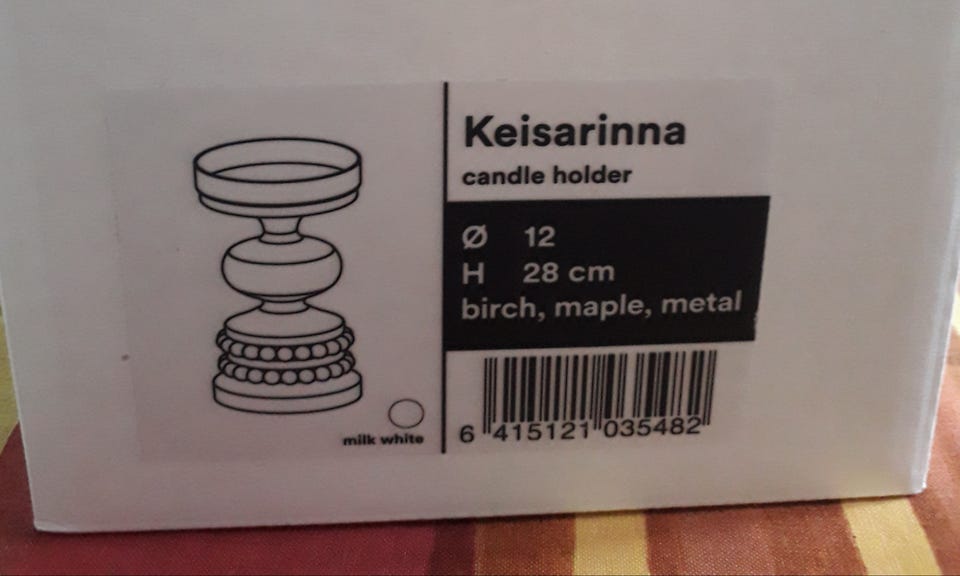 Keisarinna
candle holder
Ø 12
H 28 cm
birch, maple, metal
milk white
6 415121 035482